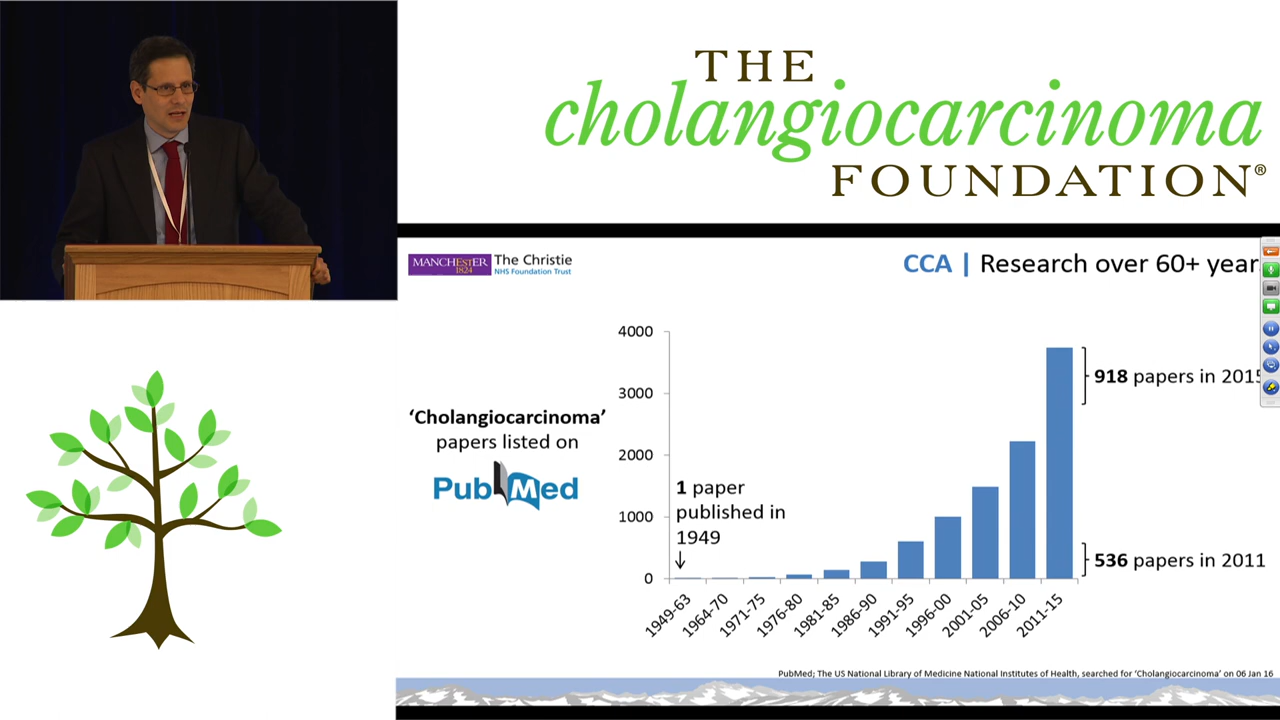 THE
cholangiocarcinoma
FOUNDATION®
MANCHESTER
1824
The Christie
NHS Foundation Trust
CCA | Research over 60+ year
‘Cholangiocarcinoma’
papers listed on
PubMed
4000
3000
2000
1000
0
1 paper
published in
1949
918 papers in 2015
536 papers in 2011
1949-63
1964-70
1971-75
1976-80
1981-85
1986-90
1991-95
1996-00
2001-05
2006-10
2011-15
PubMed; The US National Library of Medicine National Institutes of Health, searched for ‘Cholangiocarcinoma’ on 06 Jan 16